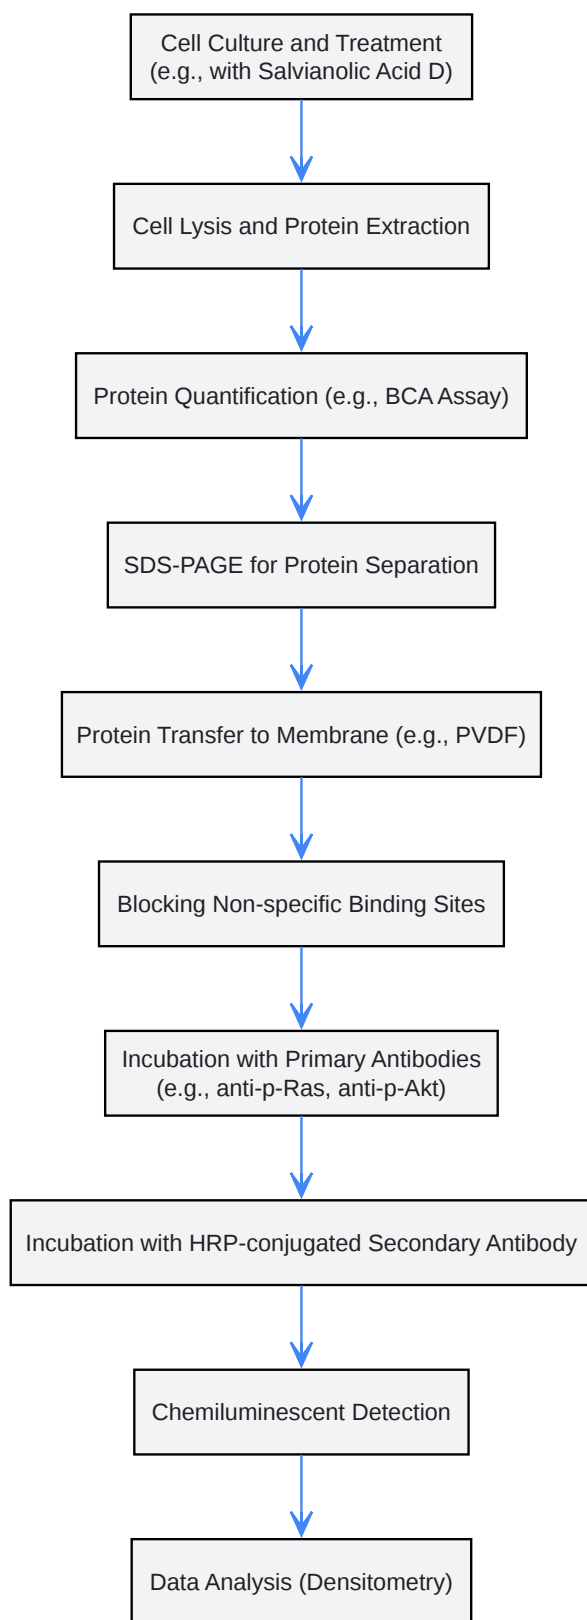 Cell Culture and Treatment
(e.g., with Salvianolic Acid D)
Cell Lysis and Protein Extraction
Protein Quantification (e.g., BCA Assay)
SDS-PAGE for Protein Separation
Protein Transfer to Membrane (e.g., PVDF)
Blocking Non-specific Binding Sites
Incubation with Primary Antibodies
(e.g., anti-p-Ras, anti-p-Akt)
Incubation with HRP-conjugated Secondary Antibody
Chemiluminescent Detection
Data Analysis (Densitometry)